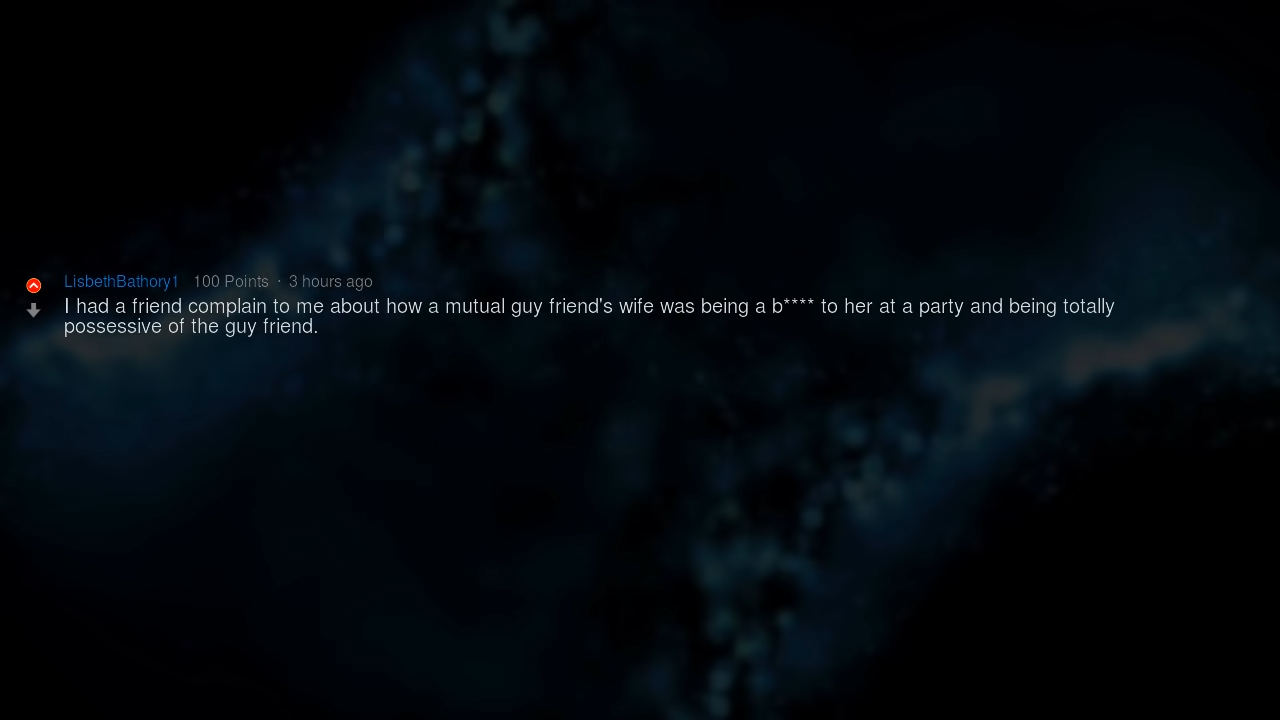 LisbethBathory1 100 Points · 3 hours ago
I had a friend complain to me about how a mutual guy friend's wife was being a b**** to her at a party and being totally
possessive of the guy friend.